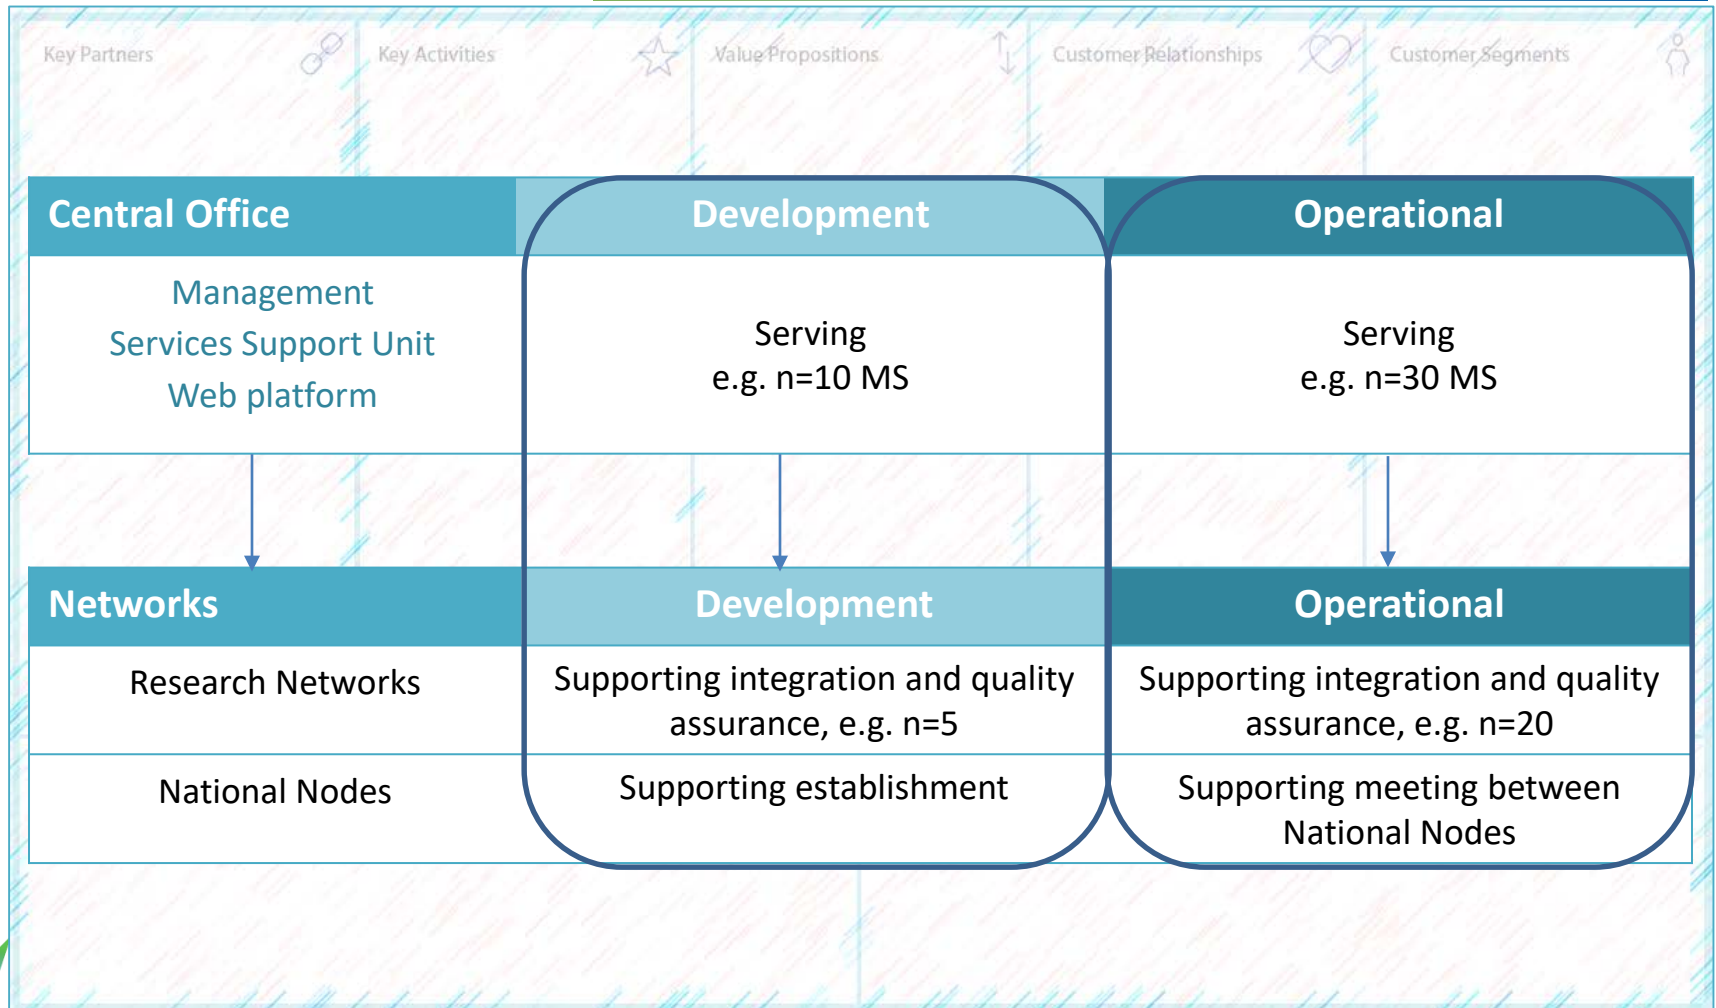 Key Partners
Key Activities
Value Propositions
Customer Relationships
Customer Segments
Central Office
Development
Operational
Management
Services Support Unit
Web platform
Serving
e.g. n=10 MS
Serving
e.g. n=30 MS
Networks
Development
Operational
Research Networks
Supporting integration and quality
assurance, e.g. n=5
Supporting integration and quality
assurance, e.g. n=20
National Nodes
Supporting establishment
Supporting meeting between
National Nodes